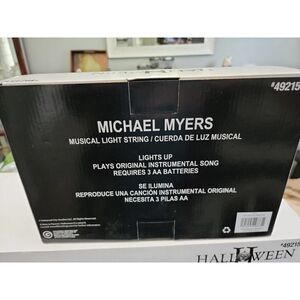 #49215
MICHAEL MYERS
MUSICAL LIGHT STRING / CUERDA DE LUZ MUSICAL
LIGHTS UP
PLAYS ORIGINAL INSTRUMENTAL SONG
REQUIRES 3 AA BATTERIES
SE ILUMINA
REPRODUCE UNA CANCIÓN INSTRUMENTAL ORIGINAL
NECESITA 3 PILAS AA
#49215
HALLOWEEN